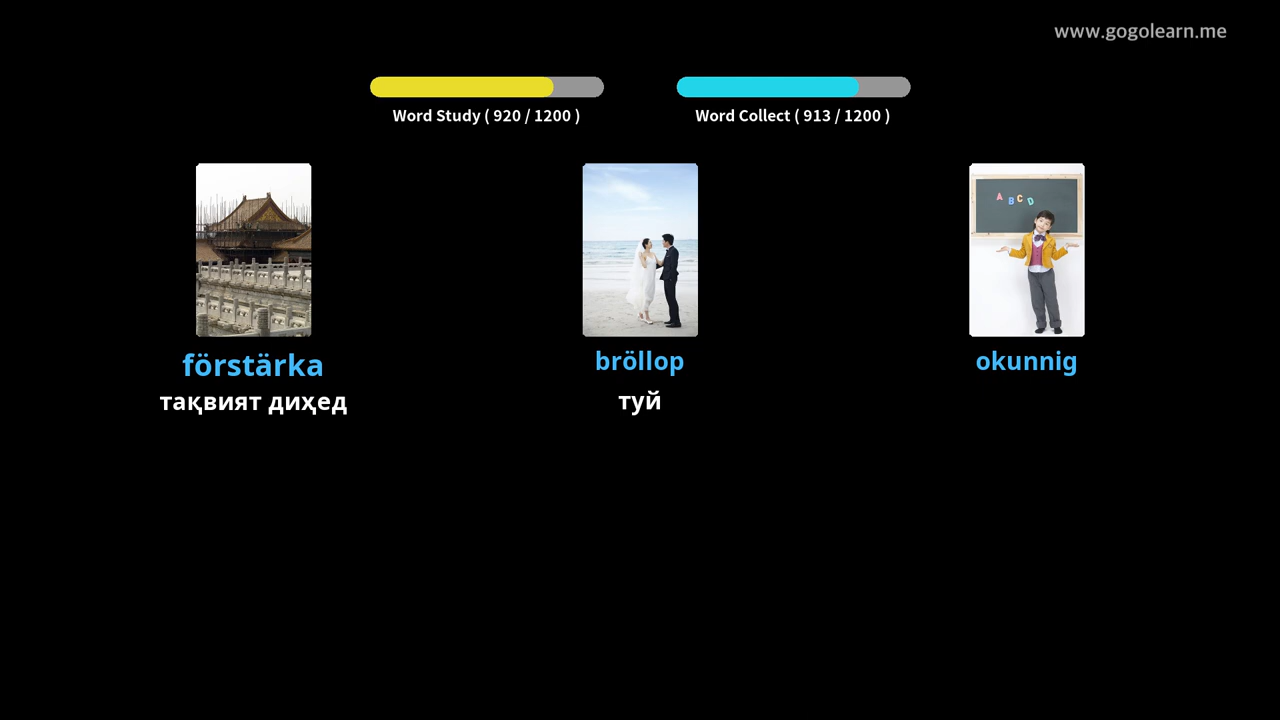 www.gogolearn.me
Word Study ( 920 / 1200 )
Word Collect ( 913 / 1200 )
A B C D
förstärka
bröllop
okunnig
тақвият диҳед
туй